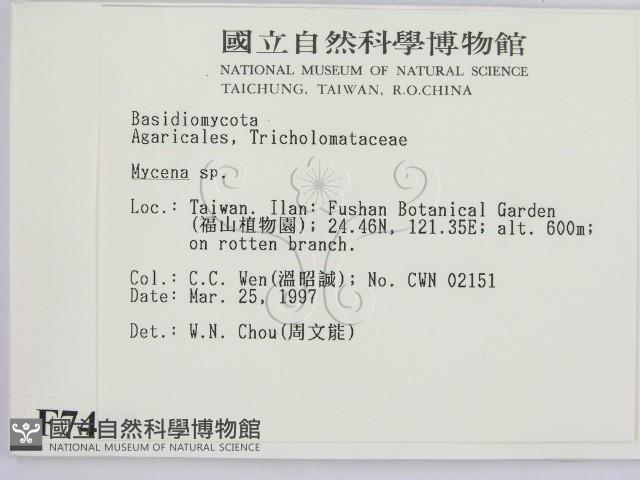 國立自然科學博物館
NATIONAL MUSEUM OF NATURAL SCIENCE
TAICHUNG, TAIWAN, R.O.CHINA
Basidiomycota
Agaricales, Tricholomataceae
Mycena sp.
Loc.: Taiwan. Ilan: Fushan Botanical Garden
(福山植物園); 24.46N, 121.35E; alt. 600m;
on rotten branch.
Col.: C.C. Wen(溫昭誠); No. CWN 02151
Date: Mar. 25, 1997
Det.: W.N. Chou(周文能)
F74
國立自然科學博物館
NATIONAL MUSEUM OF NATURAL SCIENCE